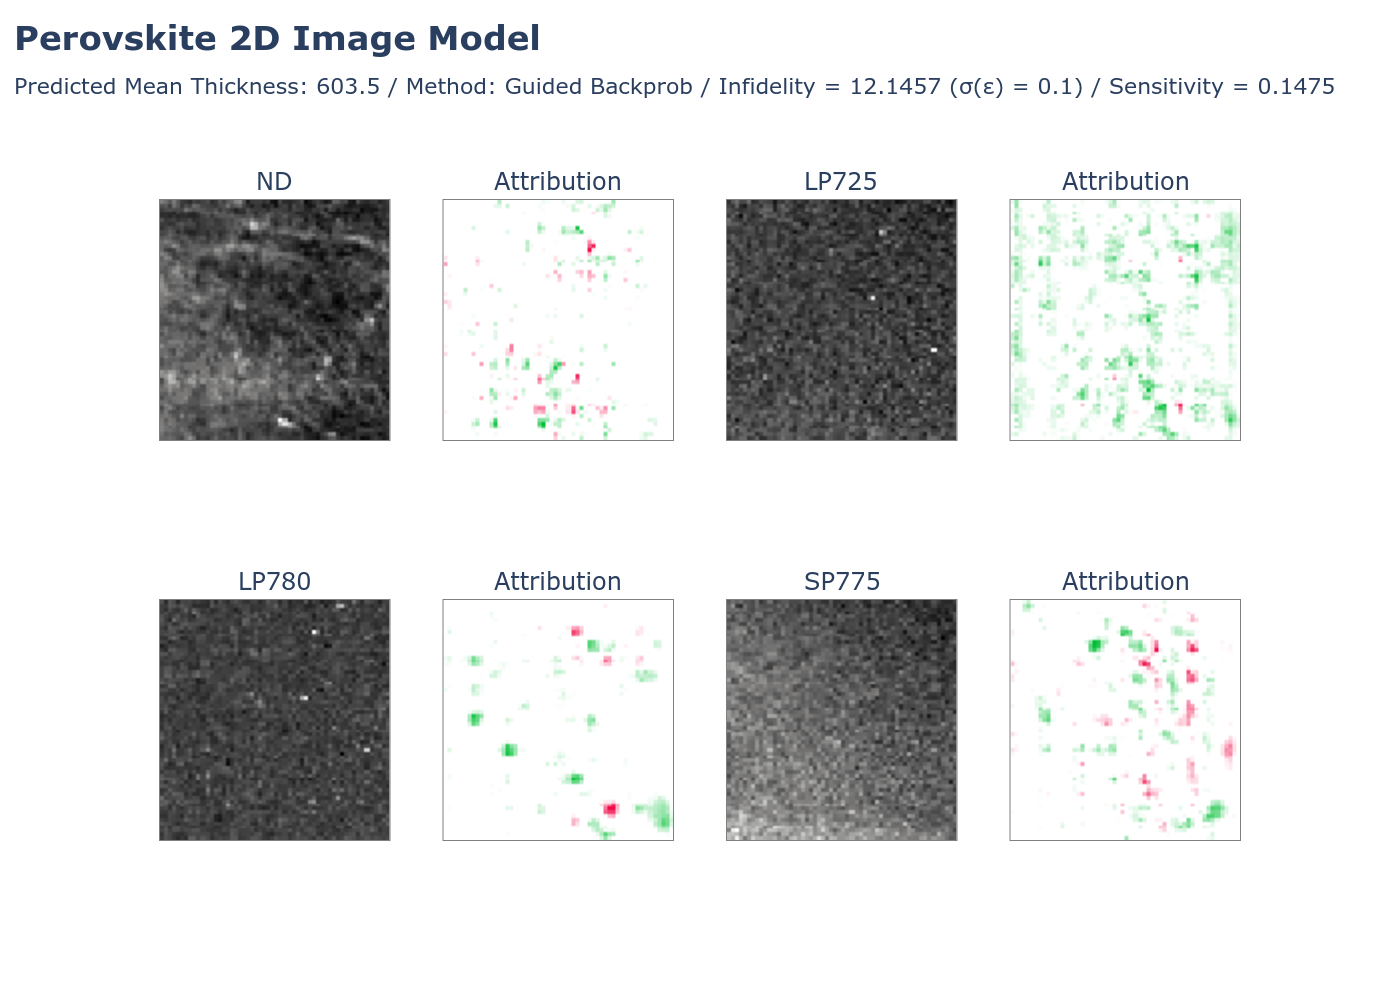 Perovskite 2D Image Model
Predicted Mean Thickness: 603.5 / Method: Guided Backprob / Infidelity = 12.1457 (σ(ε) = 0.1) / Sensitivity = 0.1475
ND Attribution LP725 Attribution
LP780 Attribution SP775 Attribution